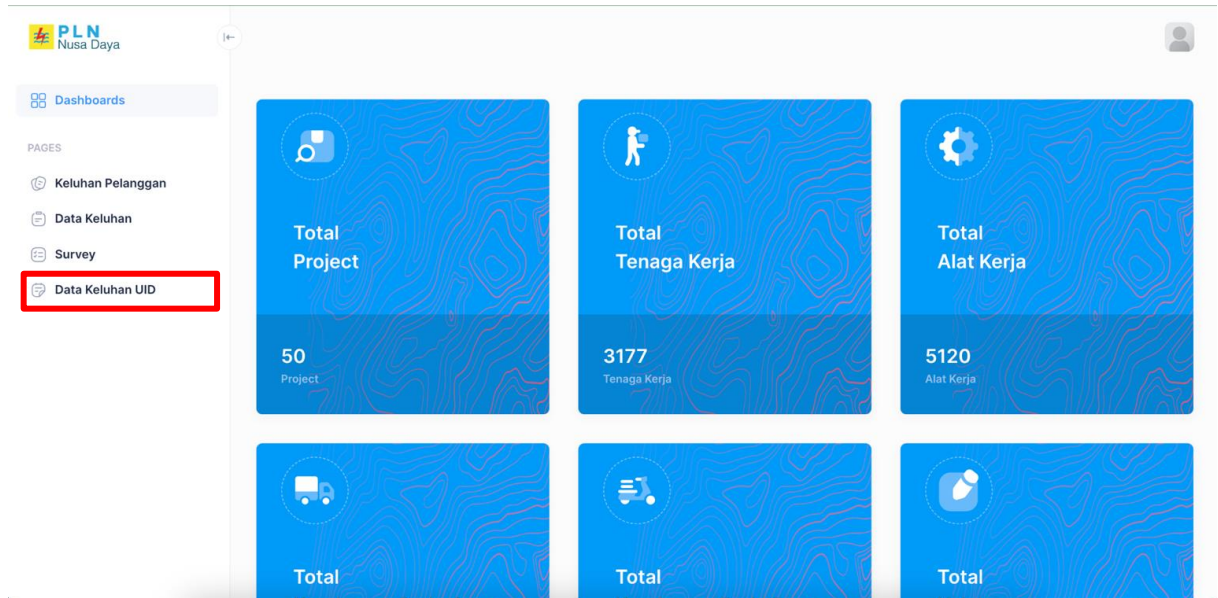 PLN
Nusa Daya
Dashboards
PAGES
Keluhan Pelanggan
Data Keluhan
Survey
Data Keluhan UID
Total
Project
50
Project
Total
Tenaga Kerja
3177
Tenaga Kerja
Total
Alat Kerja
5120
Alat Kerja
Total
Total
Total